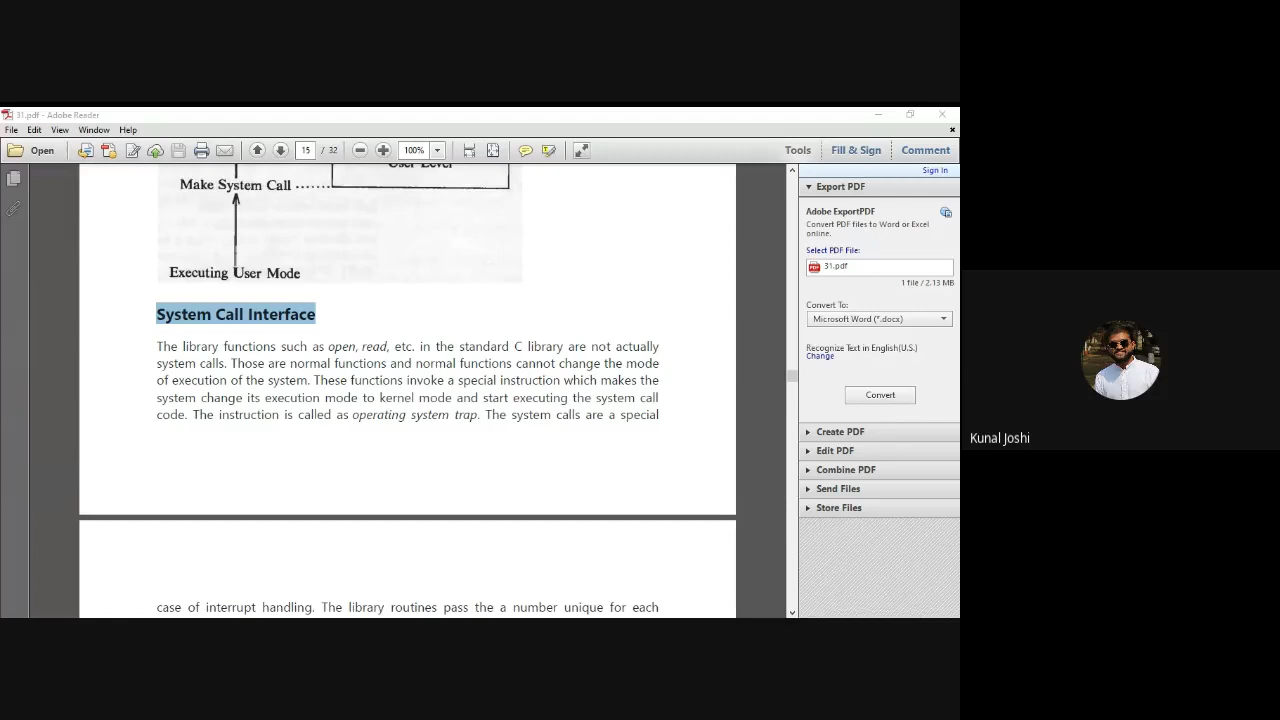 31.pdf - Adobe Reader
File Edit View Window Help
Open 15 / 32 100% Tools Fill & Sign Comment
Sign In
Export PDF
Adobe ExportPDF
Convert PDF files to Word or Excel
online.
Select PDF File:
31.pdf
1 file / 2.13 MB
Convert To:
Microsoft Word (*.docx)
Recognize Text in English(U.S.)
Change
Convert
Create PDF
Edit PDF
Combine PDF
Send Files
Store Files
User Level
Make System Call
Executing User Mode
System Call Interface
The library functions such as open, read, etc. in the standard C library are not actually
system calls. Those are normal functions and normal functions cannot change the mode
of execution of the system. These functions invoke a special instruction which makes the
system change its execution mode to kernel mode and start executing the system call
code. The instruction is called as operating system trap. The system calls are a special
case of interrupt handling. The library routines pass the a number unique for each
Kunal Joshi